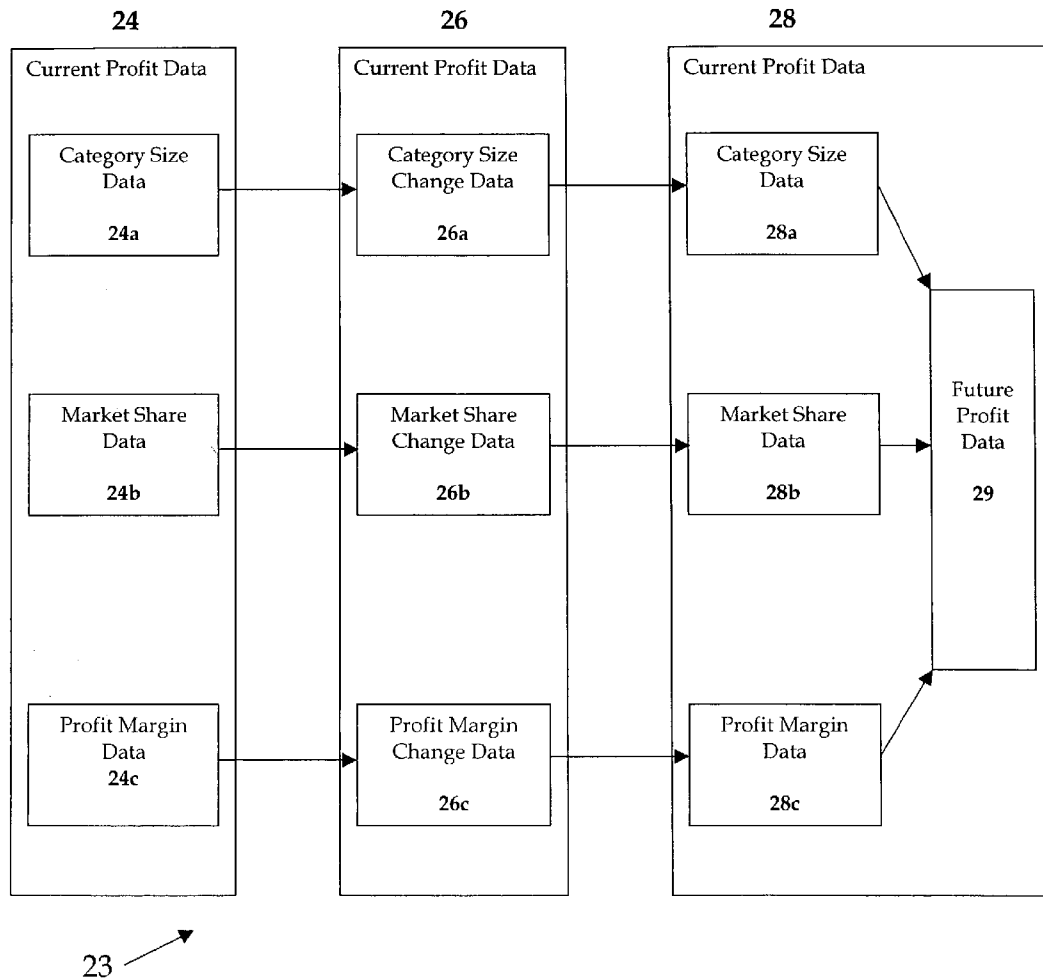 24
26
28
Current Profit Data
Current Profit Data
Current Profit Data
Category Size
Data
24a
Category Size
Change Data
26a
Category Size
Data
28a
Market Share
Data
24b
Market Share
Change Data
26b
Market Share
Data
28b
Future
Profit
Data
29
Profit Margin
Data
24c
Profit Margin
Change Data
26c
Profit Margin
Data
28c
23